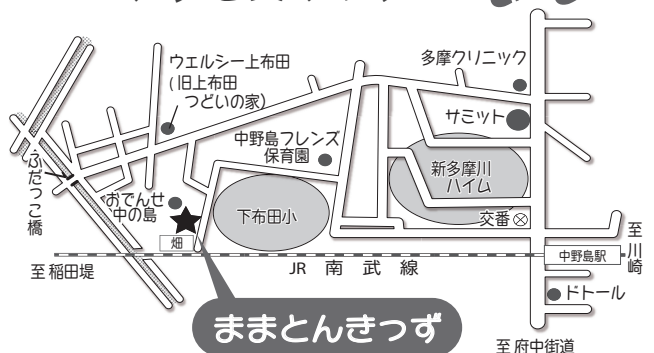 ウェルシー上布田
(旧上布田
つどいの家)
多摩クリニック
サミット
中野島フレンズ
保育園
新多摩川
ハイム
ふだっこ橋
おでんせ
中の島
下布田小
交番
畑
至川崎
中野島駅
至稲田堤
JR 南武線
ドトール
ままとんきっず
至府中街道